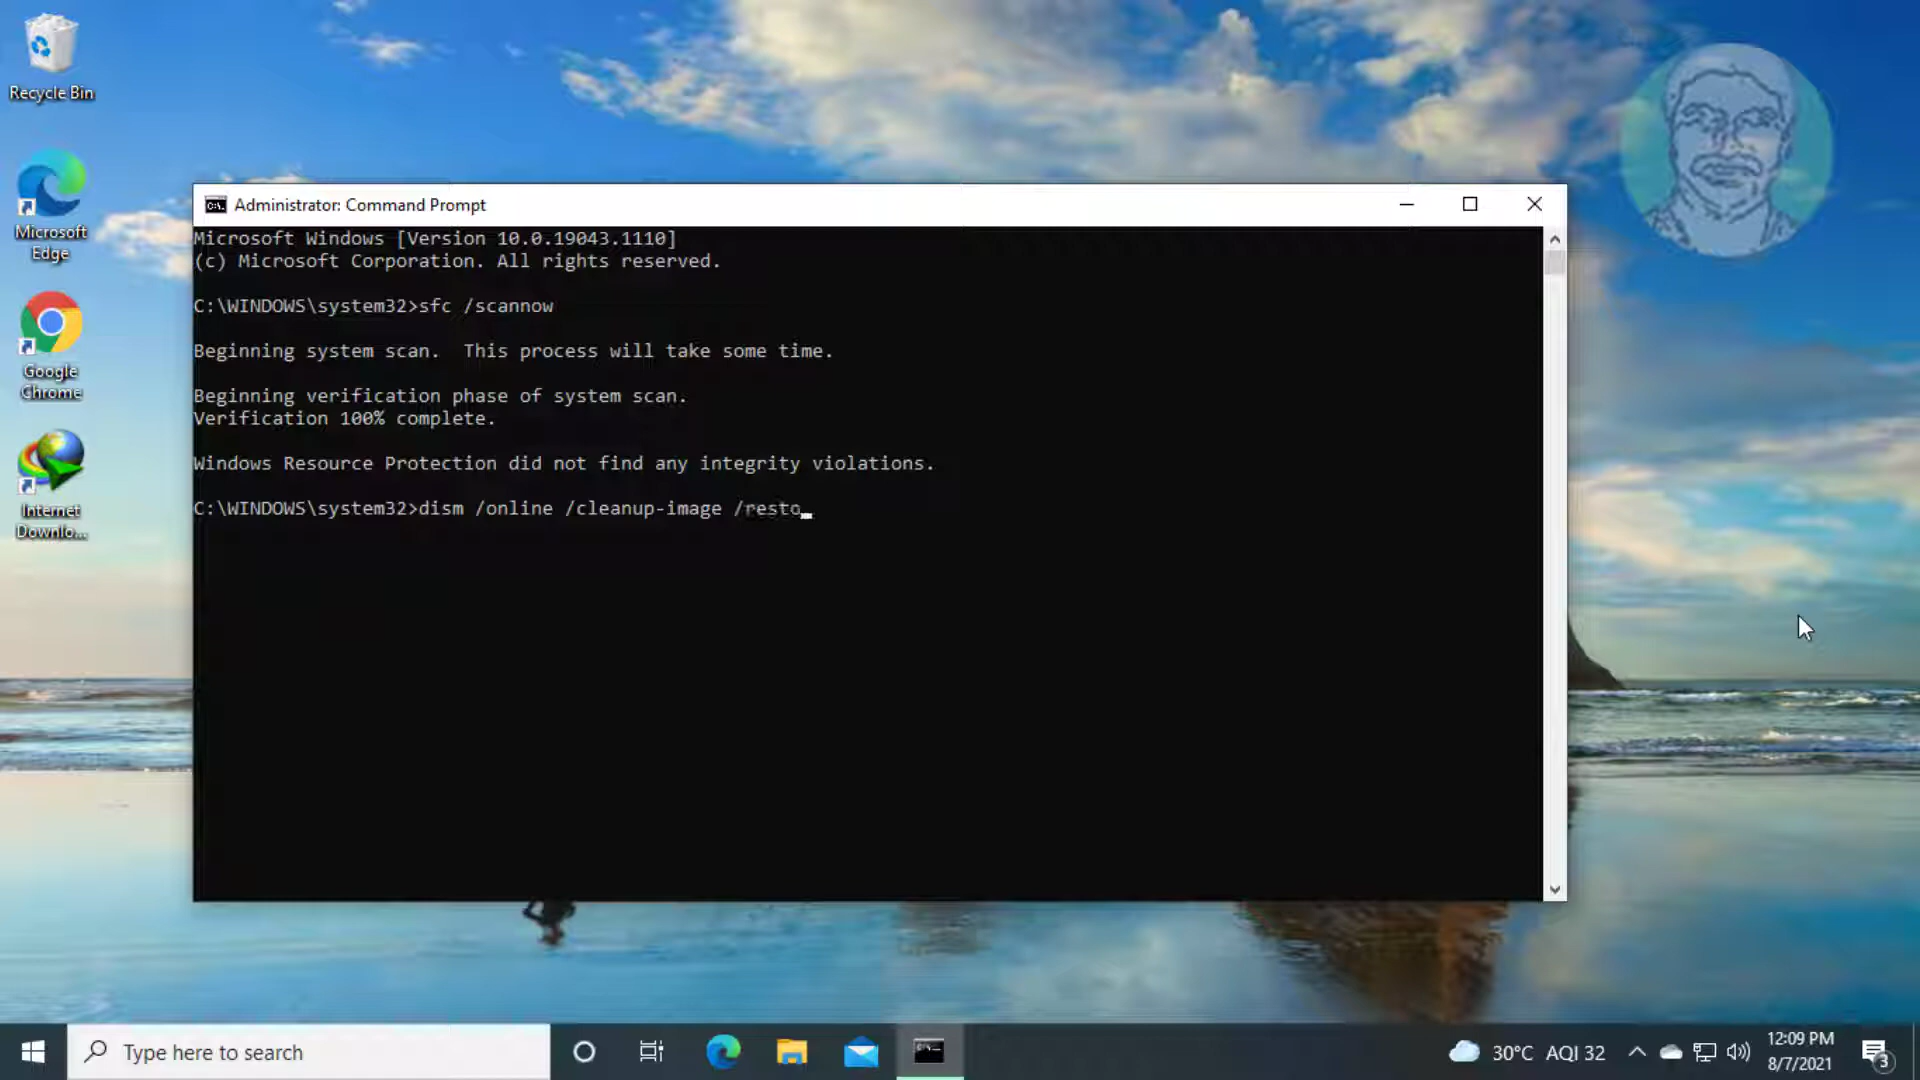 Recycle Bin
Microsoft
Edge
Google
Chrome
Internet
Downlo...
Administrator: Command Prompt
Microsoft Windows [Version 10.0.19043.1110]
(c) Microsoft Corporation. All rights reserved.
C:\WINDOWS\system32>sfc /scannow
Beginning system scan.  This process will take some time.
Beginning verification phase of system scan.
Verification 100% complete.
Windows Resource Protection did not find any integrity violations.
C:\WINDOWS\system32>dism /online /cleanup-image /resto_
Type here to search
30°C AQI 32
12:09 PM
8/7/2021
3